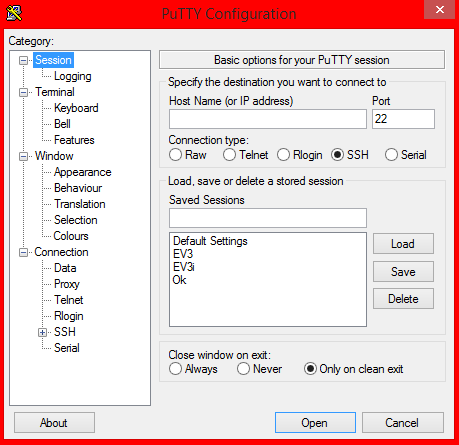 PuTTY Configuration
Category:
Session
Logging
Terminal
Keyboard
Bell
Features
Window
Appearance
Behaviour
Translation
Selection
Colours
Connection
Data
Proxy
Telnet
Rlogin
SSH
Serial
Basic options for your PuTTY session
Specify the destination you want to connect to
Host Name (or IP address) Port
22
Connection type:
Raw Telnet Rlogin SSH Serial
Load, save or delete a stored session
Saved Sessions
Default Settings
EV3
EV3i
Ok
Load
Save
Delete
Close window on exit:
Always Never Only on clean exit
About Open Cancel